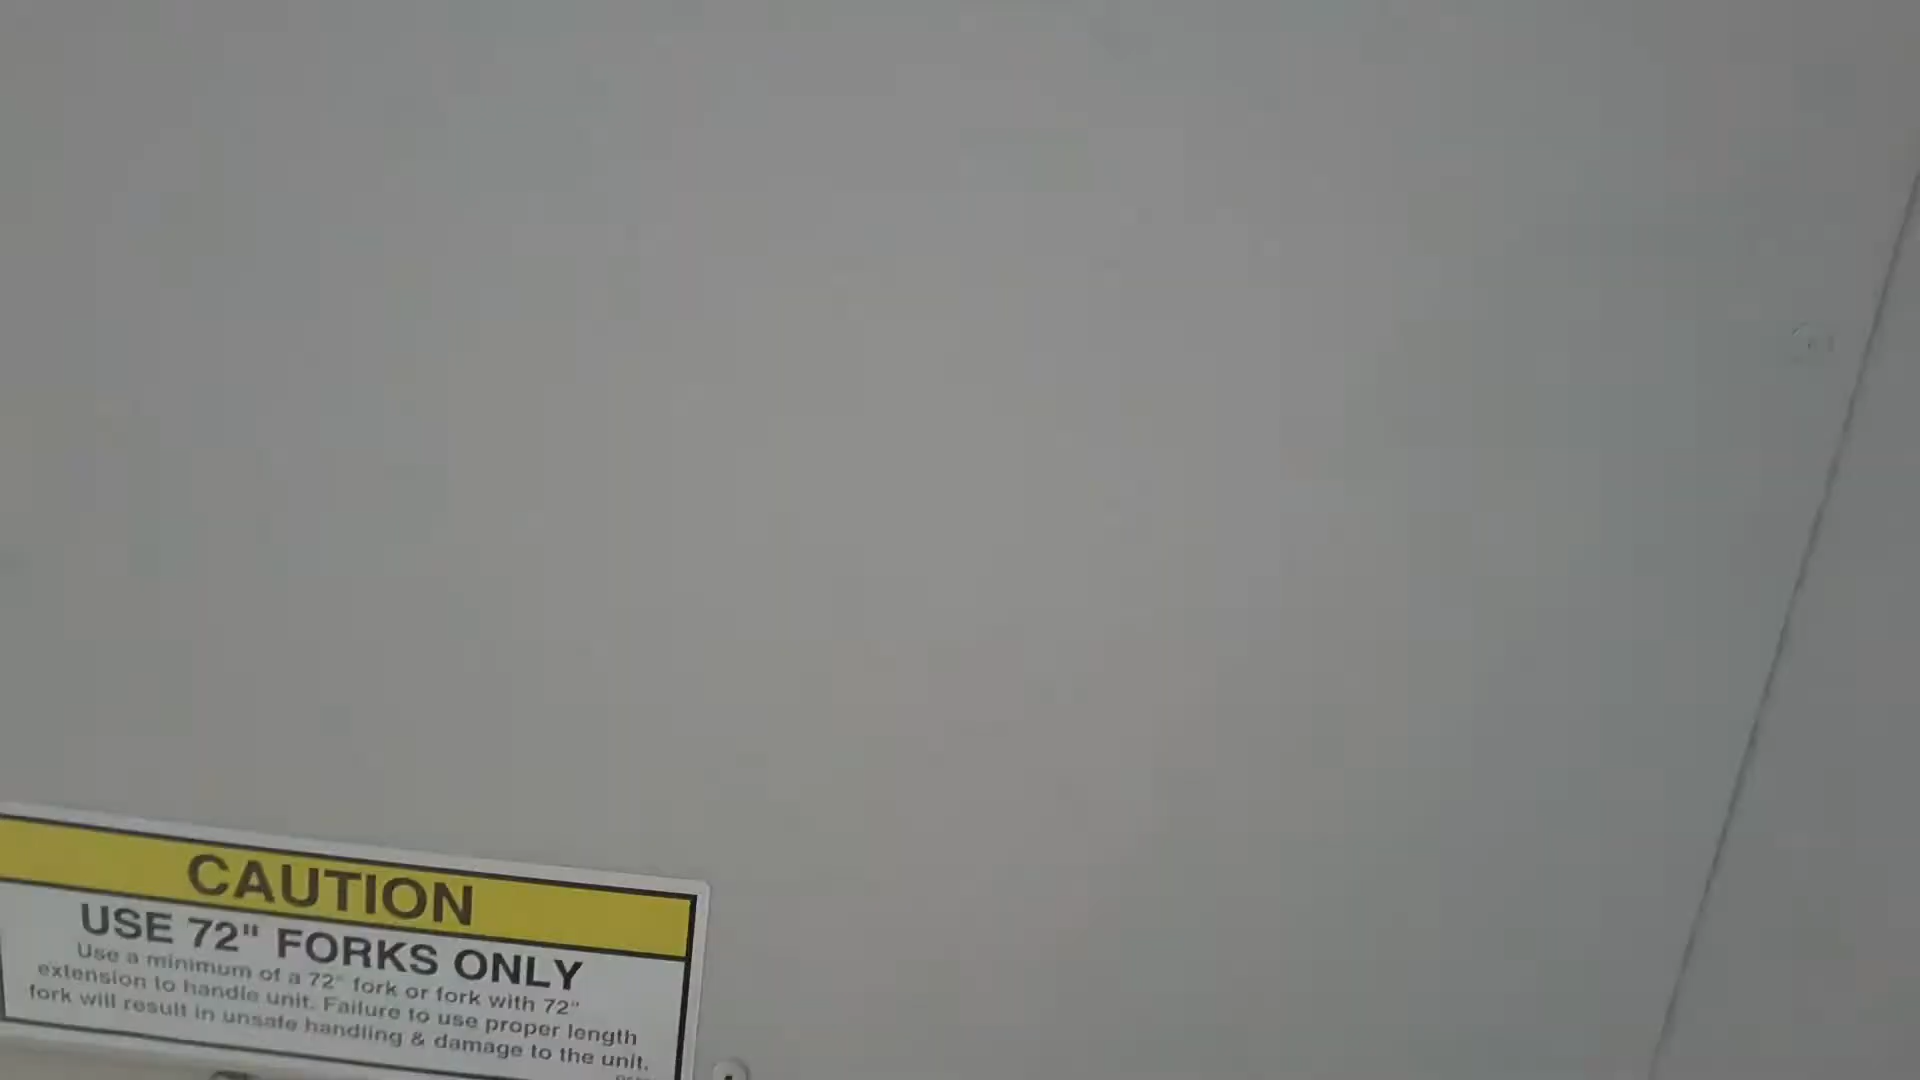 CAUTION
USE 72" FORKS ONLY
Use a minimum of a 72" fork or fork with 72"
extension to handle unit. Failure to use proper length
fork will result in unsafe handling & damage to the unit.